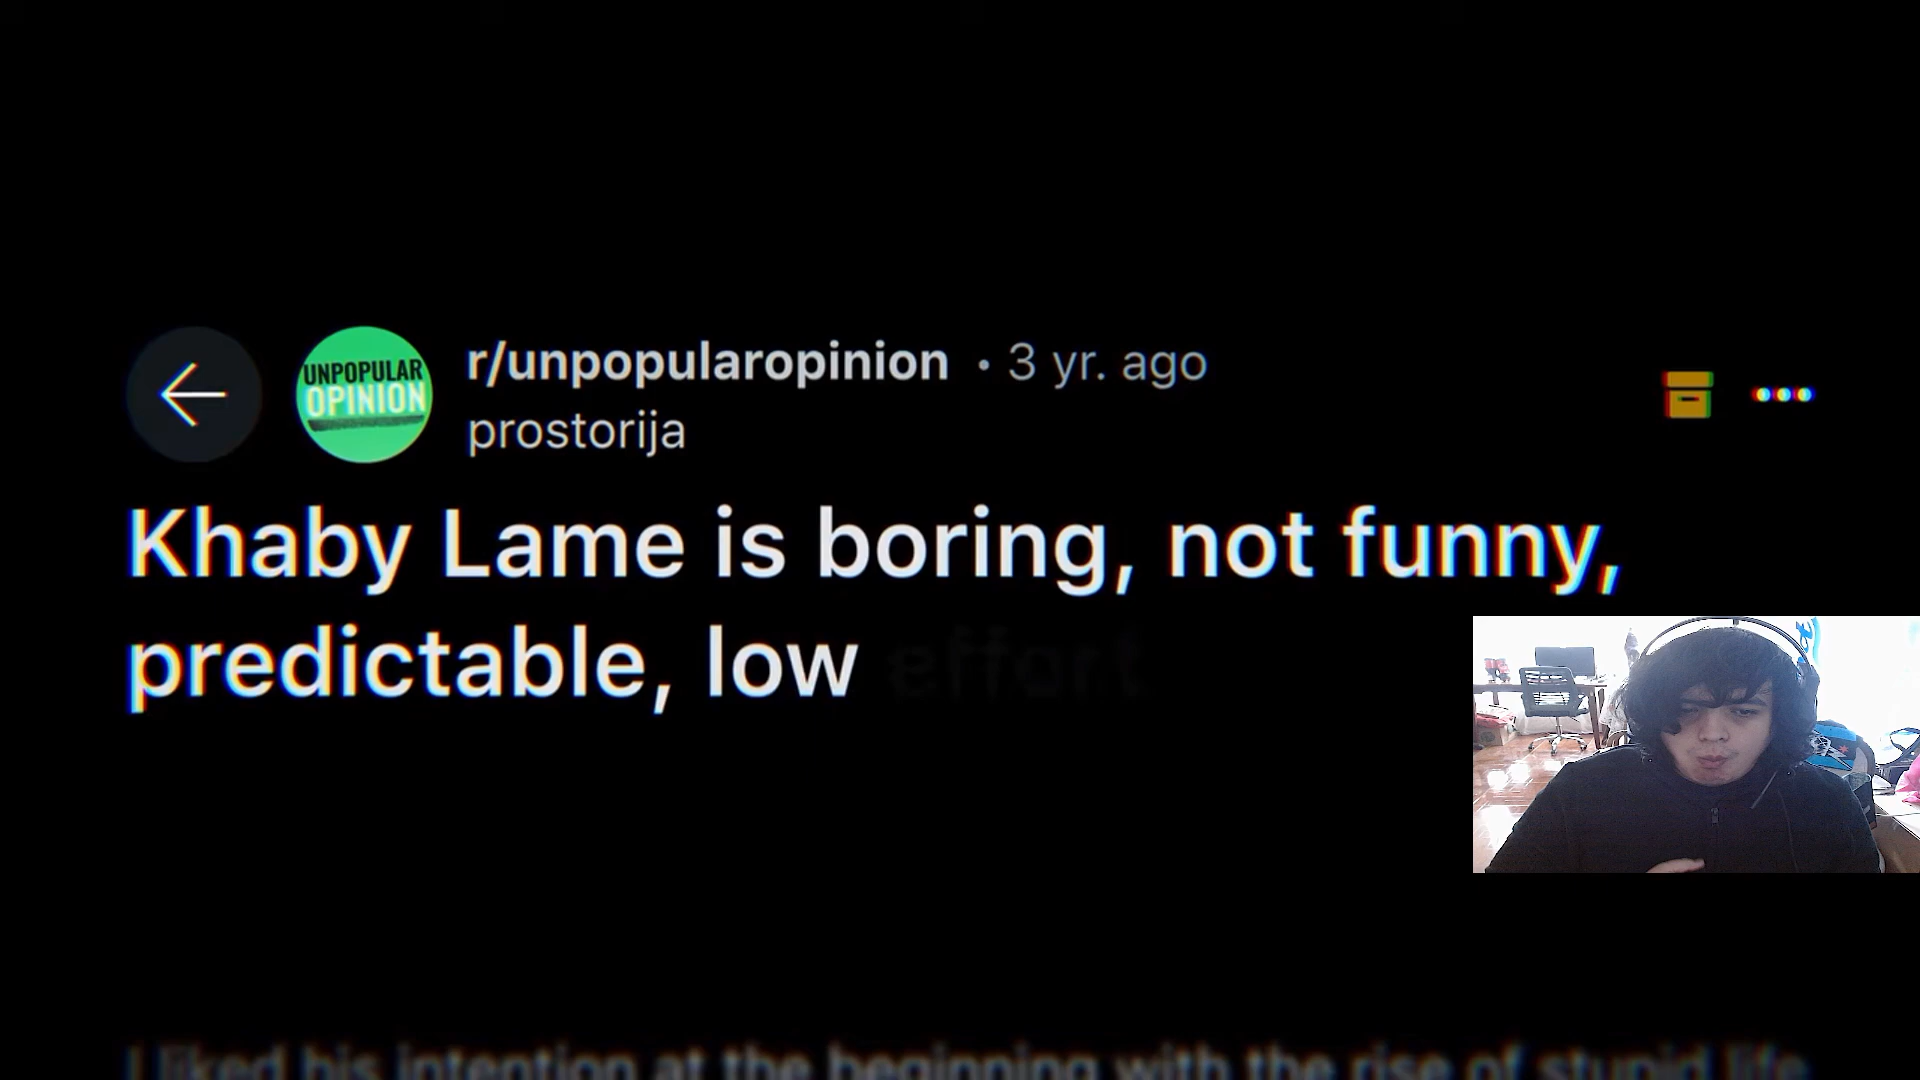 r/unpopularopinion • 3 yr. ago
UNPOPULAR
OPINION
prostorija
Khaby Lame is boring, not funny,
predictable, low effort
I liked his intention at the beginning with the rise of stupid life